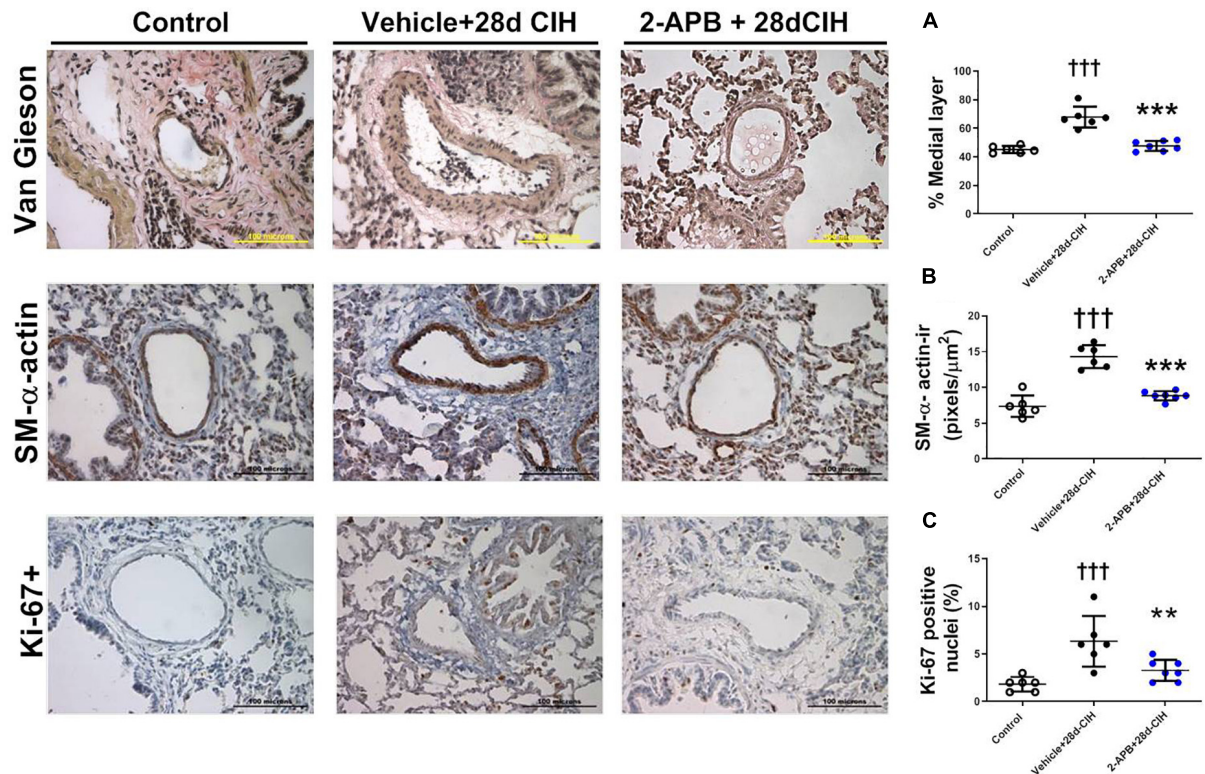 Control
Vehicle+28d CIH
2-APB + 28dCIH
Van Gieson
100 microns
100 microns
SM-α-actin
100 microns
100 microns
100 microns
Ki-67+
100 microns
100 microns
100 microns
A
% Medial layer
100
80
60
40
20
0
†††
***
Control
Vehicle+28d-CIH
2-APB+28d-CIH
B
SM-α- actin-ir
(pixels/μm²)
20
15
10
5
0
†††
***
Control
Vehicle+28d-CIH
2-APB+28d-CIH
C
Ki-67 positive
nuclei (%)
15
10
5
0
†††
**
Control
Vehicle+28d-CIH
2-APB+28d-CIH